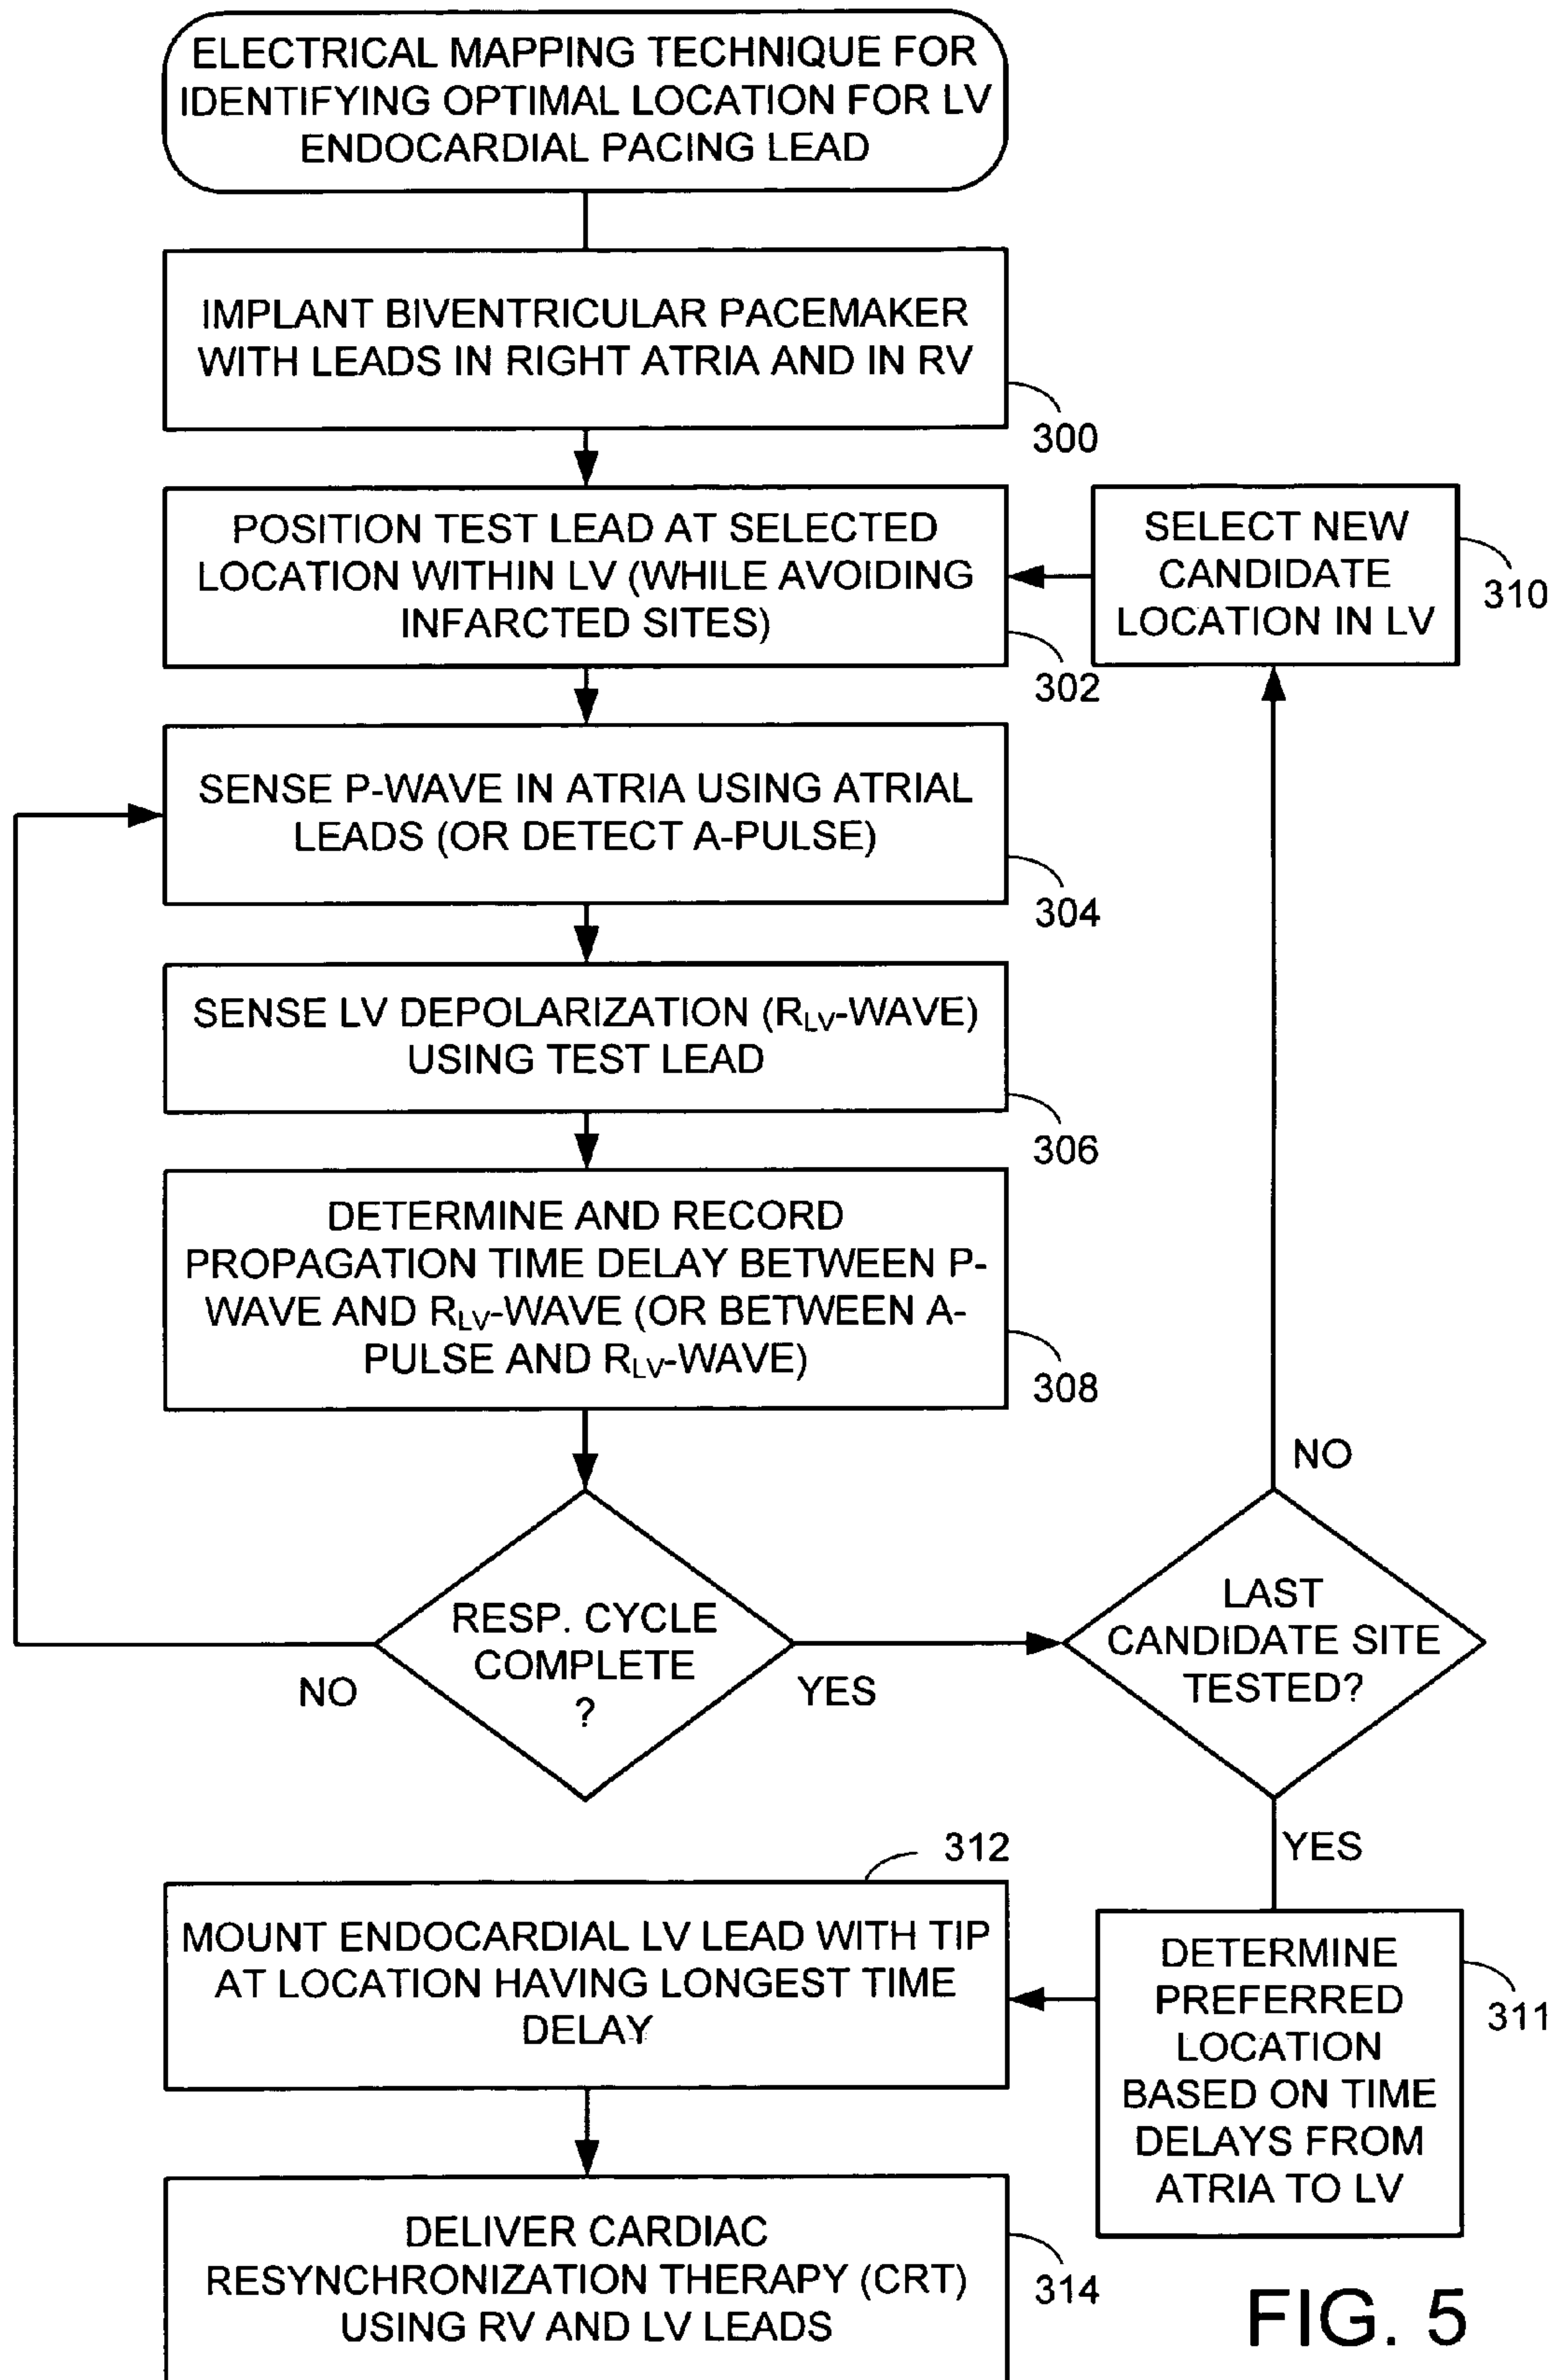 ELECTRICAL MAPPING TECHNIQUE FOR
IDENTIFYING OPTIMAL LOCATION FOR LV
ENDOCARDIAL PACING LEAD
IMPLANT BIVENTRICULAR PACEMAKER
WITH LEADS IN RIGHT ATRIA AND IN RV
300
POSITION TEST LEAD AT SELECTED
LOCATION WITHIN LV (WHILE AVOIDING
INFARCTED SITES)
302
SELECT NEW
CANDIDATE
LOCATION IN LV
310
SENSE P-WAVE IN ATRIA USING ATRIAL
LEADS (OR DETECT A-PULSE)
304
SENSE LV DEPOLARIZATION (RLV-WAVE)
USING TEST LEAD
306
DETERMINE AND RECORD
PROPAGATION TIME DELAY BETWEEN P-
WAVE AND RLV-WAVE (OR BETWEEN A-
PULSE AND RLV-WAVE)
308
RESP. CYCLE
COMPLETE
?
NO
YES
LAST
CANDIDATE SITE
TESTED?
NO
YES
DETERMINE
PREFERRED
LOCATION
BASED ON TIME
DELAYS FROM
ATRIA TO LV
311
312
MOUNT ENDOCARDIAL LV LEAD WITH TIP
AT LOCATION HAVING LONGEST TIME
DELAY
DELIVER CARDIAC
RESYNCHRONIZATION THERAPY (CRT)
USING RV AND LV LEADS
314
FIG. 5